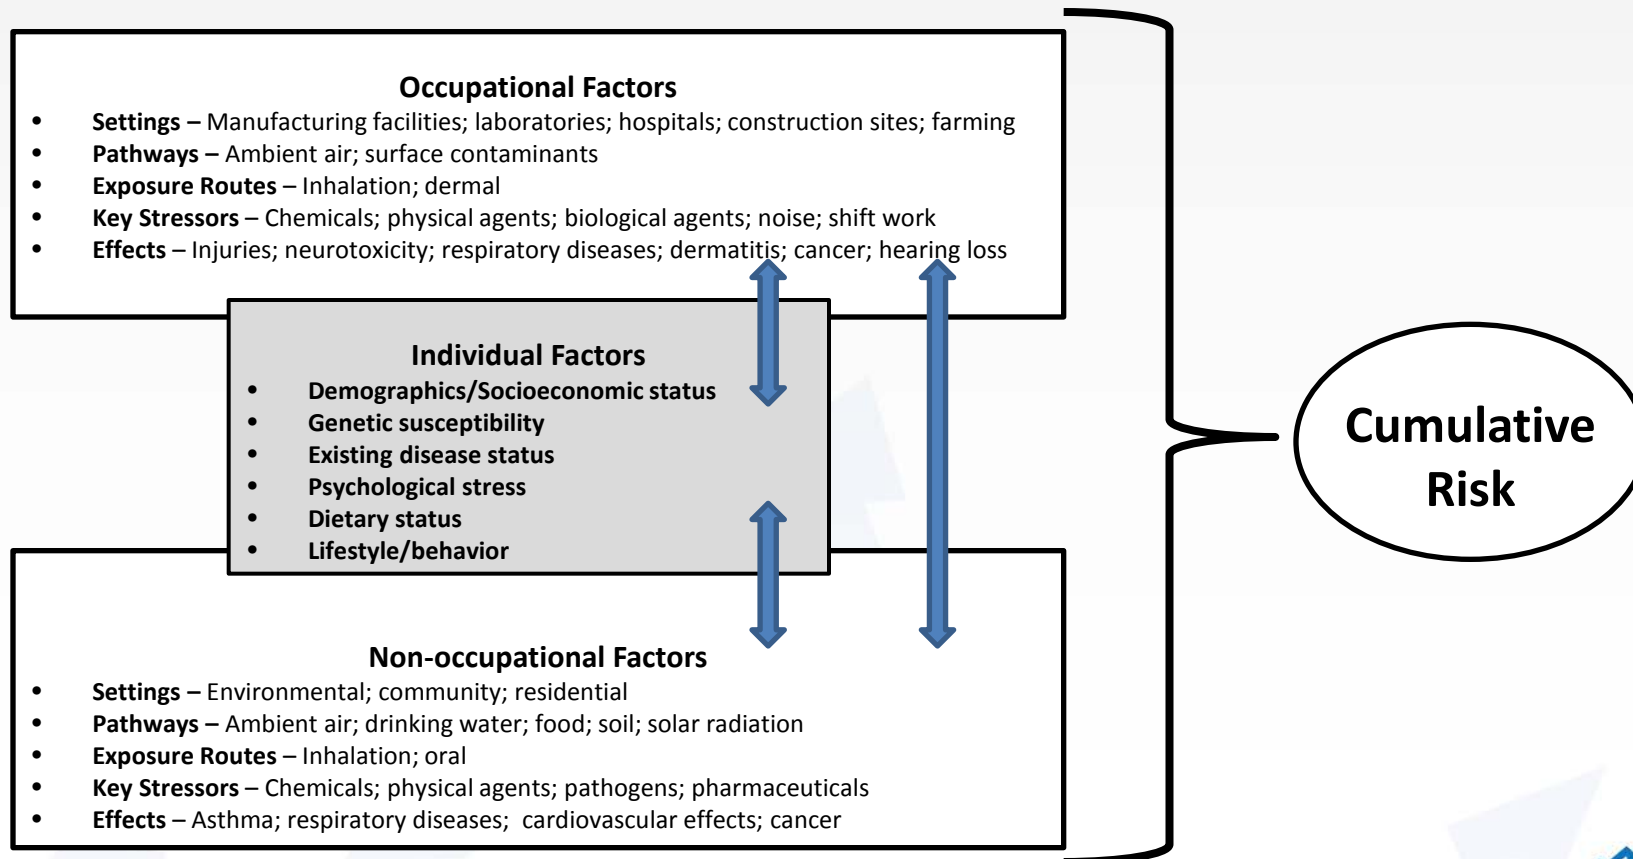 Occupational Factors
• Settings – Manufacturing facilities; laboratories; hospitals; construction sites; farming
• Pathways – Ambient air; surface contaminants
• Exposure Routes – Inhalation; dermal
• Key Stressors – Chemicals; physical agents; biological agents; noise; shift work
• Effects – Injuries; neurotoxicity; respiratory diseases; dermatitis; cancer; hearing loss
Individual Factors
• Demographics/Socioeconomic status
• Genetic susceptibility
• Existing disease status
• Psychological stress
• Dietary status
• Lifestyle/behavior
Non-occupational Factors
• Settings – Environmental; community; residential
• Pathways – Ambient air; drinking water; food; soil; solar radiation
• Exposure Routes – Inhalation; oral
• Key Stressors – Chemicals; physical agents; pathogens; pharmaceuticals
• Effects – Asthma; respiratory diseases; cardiovascular effects; cancer
Cumulative
Risk